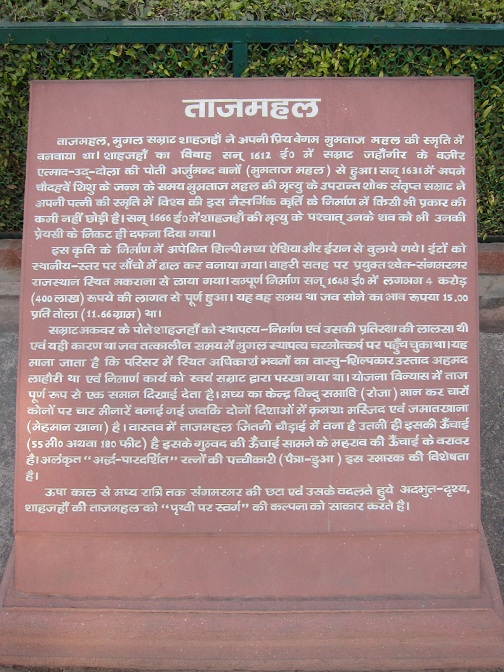 ताजमहल
ताजमहल, मुगल सम्राट शाहजहाँ ने अपनी प्रिय बेगम मुमताज महल की स्मृति में
बनवाया था। शाहजहाँ का विवाह सन् 1612 ई0 में सम्राट जहाँगीर के वजीर
एत्माद-उद्-दोला की पोती अर्जुमन्द बानों (मुमताज महल) से हुआ। सन् 1631 में अपने
चौदहवें शिशु के जन्म के समय मुमताज महल की मृत्यु के उपरान्त शोक संतृप्त सम्राट ने
अपनी पत्नी की स्मृति में विश्व की इस नैसर्गिक कृति के निर्माण में किसी भी प्रकार की
कमी नहीं छोड़ी है। सन् 1666 ई0 में शाहजहाँ की मृत्यु के पश्चात् उनके शव को भी उनकी
प्रेयसी के निकट ही दफना दिया गया।
इस कृति के निर्माण में अपेक्षित शिल्पी मध्य ऐशिया और ईरान से बुलाये गये। ईटों को
स्थानीय-स्तर पर साँचो में ढाल कर बनाया गया। बाहरी सतह पर प्रयुक्त श्वेत-संगमरमर
राजस्थान स्थित मकराना से लाया गया। सम्पूर्ण निर्माण सन् 1648 ई0 में लगभग 4 करोड़
(400 लाख) रूपये की लागत से पूर्ण हुआ। यह वह समय था जब सोने का भाव रूपया 15.00
प्रति तोला (11.66 ग्राम) था।
सम्राट अकबर के पोते शाहजहाँ को स्थापत्य-निर्माण एवं उसकी प्रतिरक्षा की लालसा थी
एवं यही कारण था जब तत्कालीन समय में मुगल स्थापत्य चरमोत्कर्ष पर पहुँच चुका था। यह
माना जाता है कि परिसर में स्थित अधिकाशं भवनों का वास्तु-शिल्पकार उस्ताद अहमद
लाहौरी था एवं निमार्ण कार्य को स्वयं सम्राट द्वारा परखा गया था। योजना विन्यास में ताज
पूर्ण रूप से एक समान दिखाई देता है। मध्य का केन्द्र बिन्दु समाधि (रोजा) मान कर चारों
कोनों पर चार मीनारें बनाई गई जबकि दोनों दिशाओं में क्रमशः मस्जिद एवं जमातखाना
(मेहमान खाना) है। वास्तव में ताजमहल जितनी चौड़ाई में बना है उतनी ही इसकी ऊँचाई
(55 मी0 अथवा 180 फीट) है इसके गुम्बद की ऊँचाई सामने के महराब की ऊँचाई के बराबर
है। अलंकृत “अर्द्ध-पारदर्शित” रत्नों की पच्चीकारी (पैत्रा-डुआ) इस स्मारक की विशेषता
है।
ऊषा काल से मध्य रात्रि तक संगमरमर की छटा एवं उसके बदलते हुये अदभुत-दृश्य,
शाहजहाँ की ताजमहल को “पृथ्वी पर स्वर्ग” की कल्पना को साकार करते है।